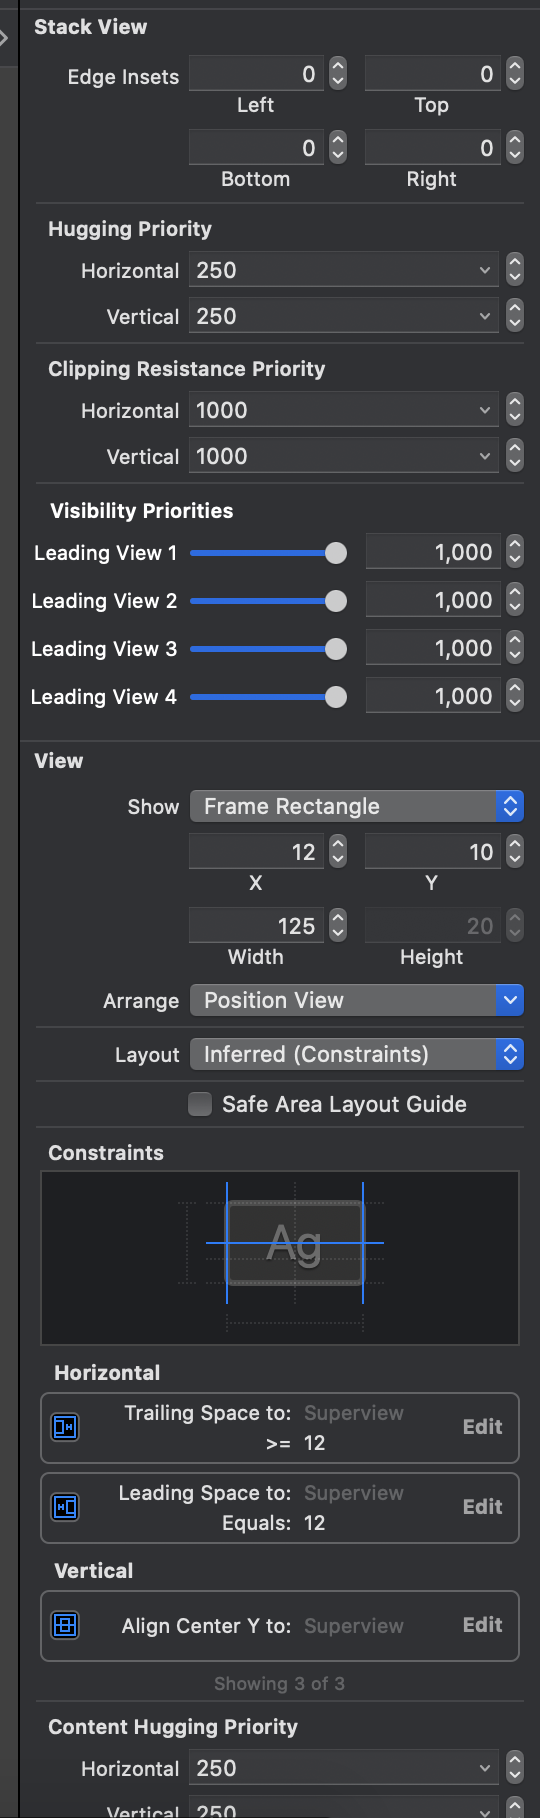 Stack View
Edge Insets 0 0
Left Top
0 0
Bottom Right
Hugging Priority
Horizontal 250
Vertical 250
Clipping Resistance Priority
Horizontal 1000
Vertical 1000
Visibility Priorities
Leading View 1 1,000
Leading View 2 1,000
Leading View 3 1,000
Leading View 4 1,000
View
Show Frame Rectangle
12 10
X Y
125 20
Width Height
Arrange Position View
Layout Inferred (Constraints)
Safe Area Layout Guide
Constraints
Ag
Horizontal
Trailing Space to: Superview
>= 12 Edit
Leading Space to: Superview
Equals: 12 Edit
Vertical
Align Center Y to: Superview Edit
Showing 3 of 3
Content Hugging Priority
Horizontal 250
Vertical 250